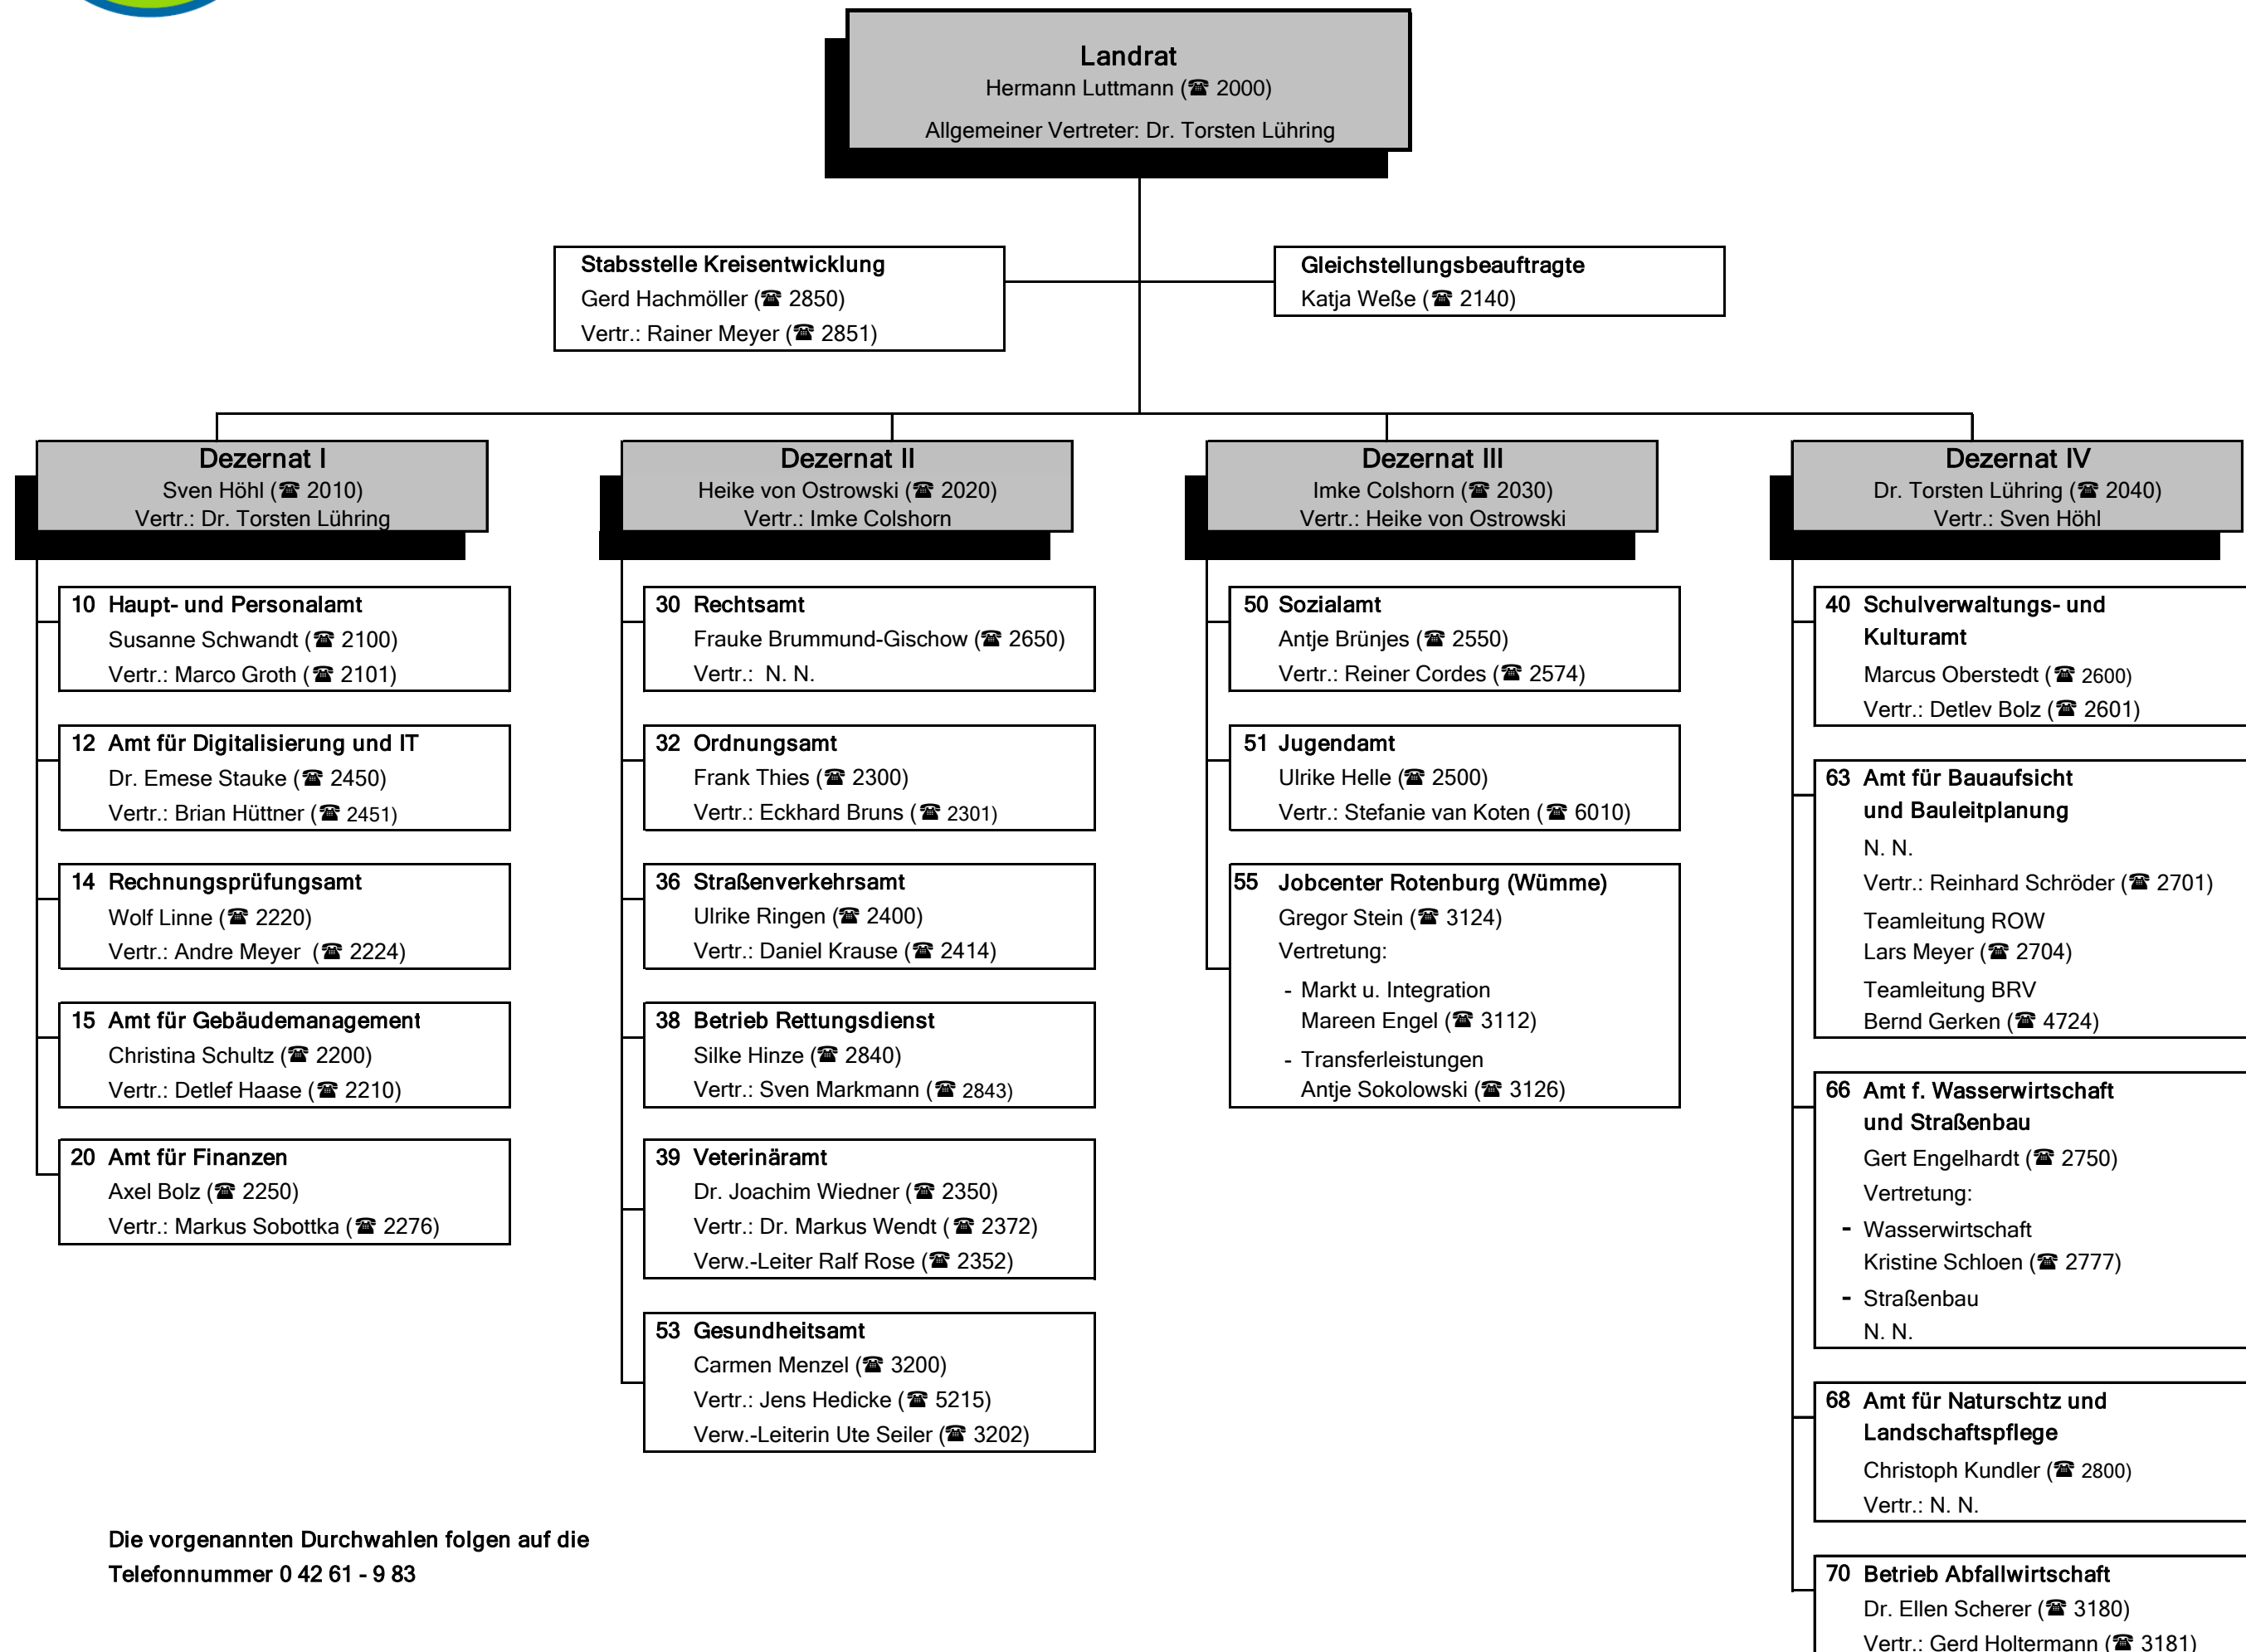 Landrat
Hermann Luttmann (☎ 2000)
Allgemeiner Vertreter: Dr. Torsten Lühring
Stabsstelle Kreisentwicklung
Gerd Hachmöller (☎ 2850)
Vertr.: Rainer Meyer (☎ 2851)
Gleichstellungsbeauftragte
Katja Weße (☎ 2140)
Dezernat I
Sven Höhl (☎ 2010)
Vertr.: Dr. Torsten Lühring
10 Haupt- und Personalamt
Susanne Schwandt (☎ 2100)
Vertr.: Marco Groth (☎ 2101)
12 Amt für Digitalisierung und IT
Dr. Emese Stauke (☎ 2450)
Vertr.: Brian Hüttner (☎ 2451)
14 Rechnungsprüfungsamt
Wolf Linne (☎ 2220)
Vertr.: Andre Meyer (☎ 2224)
15 Amt für Gebäudemanagement
Christina Schultz (☎ 2200)
Vertr.: Detlef Haase (☎ 2210)
20 Amt für Finanzen
Axel Bolz (☎ 2250)
Vertr.: Markus Sobottka (☎ 2276)
Dezernat II
Heike von Ostrowski (☎ 2020)
Vertr.: Imke Colshorn
30 Rechtsamt
Frauke Brummund-Gischow (☎ 2650)
Vertr.: N. N.
32 Ordnungsamt
Frank Thies (☎ 2300)
Vertr.: Eckhard Bruns (☎ 2301)
36 Straßenverkehrsamt
Ulrike Ringen (☎ 2400)
Vertr.: Daniel Krause (☎ 2414)
38 Betrieb Rettungsdienst
Silke Hinze (☎ 2840)
Vertr.: Sven Markmann (☎ 2843)
39 Veterinäramt
Dr. Joachim Wiedner (☎ 2350)
Vertr.: Dr. Markus Wendt (☎ 2372)
Verw.-Leiter Ralf Rose (☎ 2352)
53 Gesundheitsamt
Carmen Menzel (☎ 3200)
Vertr.: Jens Hedicke (☎ 5215)
Verw.-Leiterin Ute Seiler (☎ 3202)
Dezernat III
Imke Colshorn (☎ 2030)
Vertr.: Heike von Ostrowski
50 Sozialamt
Antje Brünjes (☎ 2550)
Vertr.: Reiner Cordes (☎ 2574)
51 Jugendamt
Ulrike Helle (☎ 2500)
Vertr.: Stefanie van Koten (☎ 6010)
55 Jobcenter Rotenburg (Wümme)
Gregor Stein (☎ 3124)
Vertretung:
- Markt u. Integration
Mareen Engel (☎ 3112)
- Transferleistungen
Antje Sokolowski (☎ 3126)
Dezernat IV
Dr. Torsten Lühring (☎ 2040)
Vertr.: Sven Höhl
40 Schulverwaltungs- und
Kulturamt
Marcus Oberstedt (☎ 2600)
Vertr.: Detlev Bolz (☎ 2601)
63 Amt für Bauaufsicht
und Bauleitplanung
N. N.
Vertr.: Reinhard Schröder (☎ 2701)
Teamleitung ROW
Lars Meyer (☎ 2704)
Teamleitung BRV
Bernd Gerken (☎ 4724)
66 Amt f. Wasserwirtschaft
und Straßenbau
Gert Engelhardt (☎ 2750)
Vertretung:
- Wasserwirtschaft
Kristine Schloen (☎ 2777)
- Straßenbau
N. N.
68 Amt für Naturschtz und
Landschaftspflege
Christoph Kundler (☎ 2800)
Vertr.: N. N.
70 Betrieb Abfallwirtschaft
Dr. Ellen Scherer (☎ 3180)
Vertr.: Gerd Holtermann (☎ 3181)
Die vorgenannten Durchwahlen folgen auf die
Telefonnummer 0 42 61 - 9 83